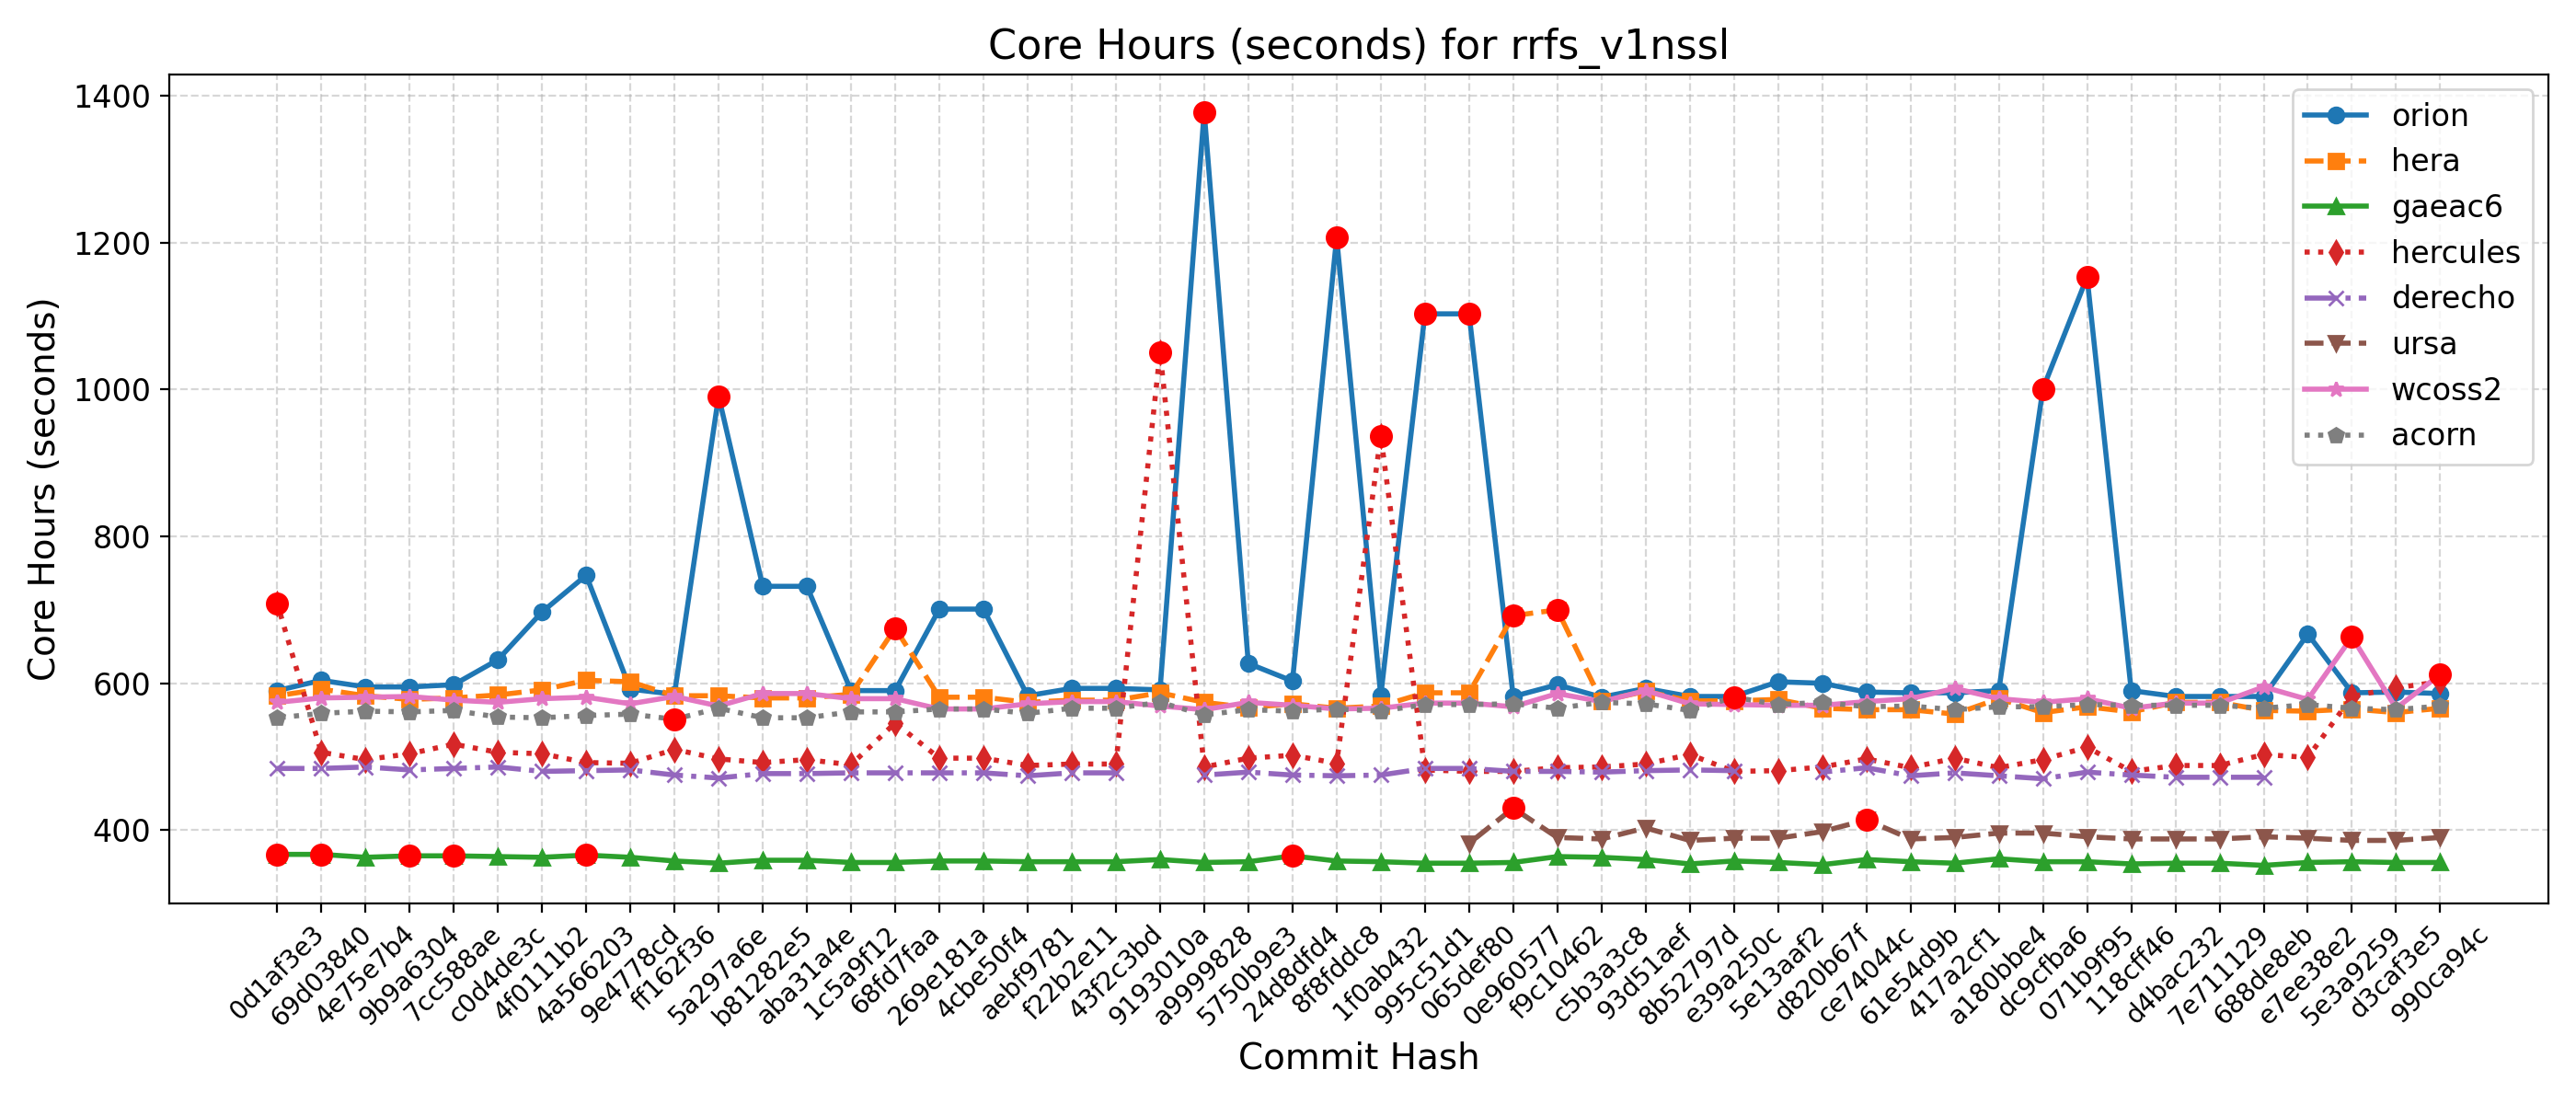 Core Hours (seconds) for rrfs_v1nssl
Core Hours (seconds)
1400
1200
1000
800
600
400
orion
hera
gaeac6
hercules
derecho
ursa
wcoss2
acorn
0d1af3e3
69d03840
4e75e7b4
9b9a6304
7cc588ae
c0d4de3c
4f0111b2
4a566203
9e4778cd
ff162f36
5a297a6e
b81282e5
aba31a4e
1c5a9f12
68fd7faa
269e181a
4cbe50f4
aebf9781
f22b2e11
43f2c3bd
9193010a
a9999828
5750b9e3
24d8dfd4
8f8fddc8
1f0ab432
995c51d1
065def80
0e960577
f9c10462
c5b3a3c8
93d51aef
8b52797d
e39a250c
5e13aaf2
d820b67f
ce74044c
61e54d9b
417a2cf1
a180bbe4
dc9cfba6
071b9f95
118cff46
d4bac232
7e711129
688de8eb
e7ee38e2
5e3a9259
d3caf3e5
990ca94c
Commit Hash